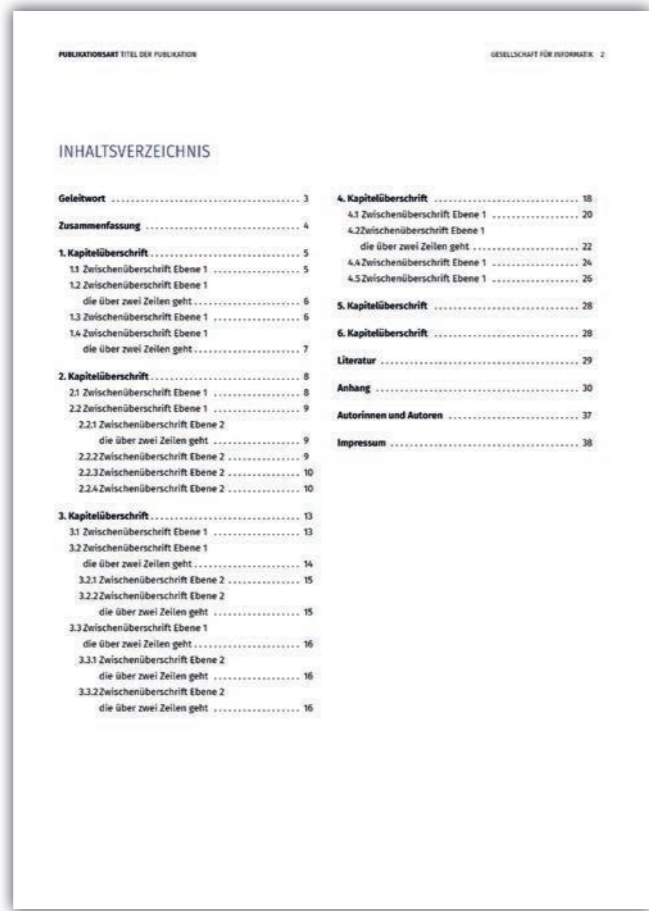 PUBLIKATIONSART TITEL DER PUBLIKATION
GESELLSCHAFT FÜR INFORMATIK 2
INHALTSVERZEICHNIS
Geleitwort 3
Zusammenfassung 4
1. Kapitelüberschrift 5
1.1 Zwischenüberschrift Ebene 1 5
1.2 Zwischenüberschrift Ebene 1
die über zwei Zeilen geht 6
1.3 Zwischenüberschrift Ebene 1 6
1.4 Zwischenüberschrift Ebene 1
die über zwei Zeilen geht 7
2. Kapitelüberschrift 8
2.1 Zwischenüberschrift Ebene 1 8
2.2 Zwischenüberschrift Ebene 1 9
2.2.1 Zwischenüberschrift Ebene 2
die über zwei Zeilen geht 9
2.2.2 Zwischenüberschrift Ebene 2 9
2.2.3 Zwischenüberschrift Ebene 2 10
2.2.4 Zwischenüberschrift Ebene 2 10
3. Kapitelüberschrift 13
3.1 Zwischenüberschrift Ebene 1 13
3.2 Zwischenüberschrift Ebene 1
die über zwei Zeilen geht 14
3.2.1 Zwischenüberschrift Ebene 2 15
3.2.2 Zwischenüberschrift Ebene 2
die über zwei Zeilen geht 15
3.3 Zwischenüberschrift Ebene 1
die über zwei Zeilen geht 16
3.3.1 Zwischenüberschrift Ebene 2
die über zwei Zeilen geht 16
3.3.2 Zwischenüberschrift Ebene 2
die über zwei Zeilen geht 16
4. Kapitelüberschrift 18
4.1 Zwischenüberschrift Ebene 1 20
4.2 Zwischenüberschrift Ebene 1
die über zwei Zeilen geht 22
4.4 Zwischenüberschrift Ebene 1 24
4.5 Zwischenüberschrift Ebene 1 26
5. Kapitelüberschrift 28
6. Kapitelüberschrift 28
Literatur 29
Anhang 30
Autorinnen und Autoren 37
Impressum 38